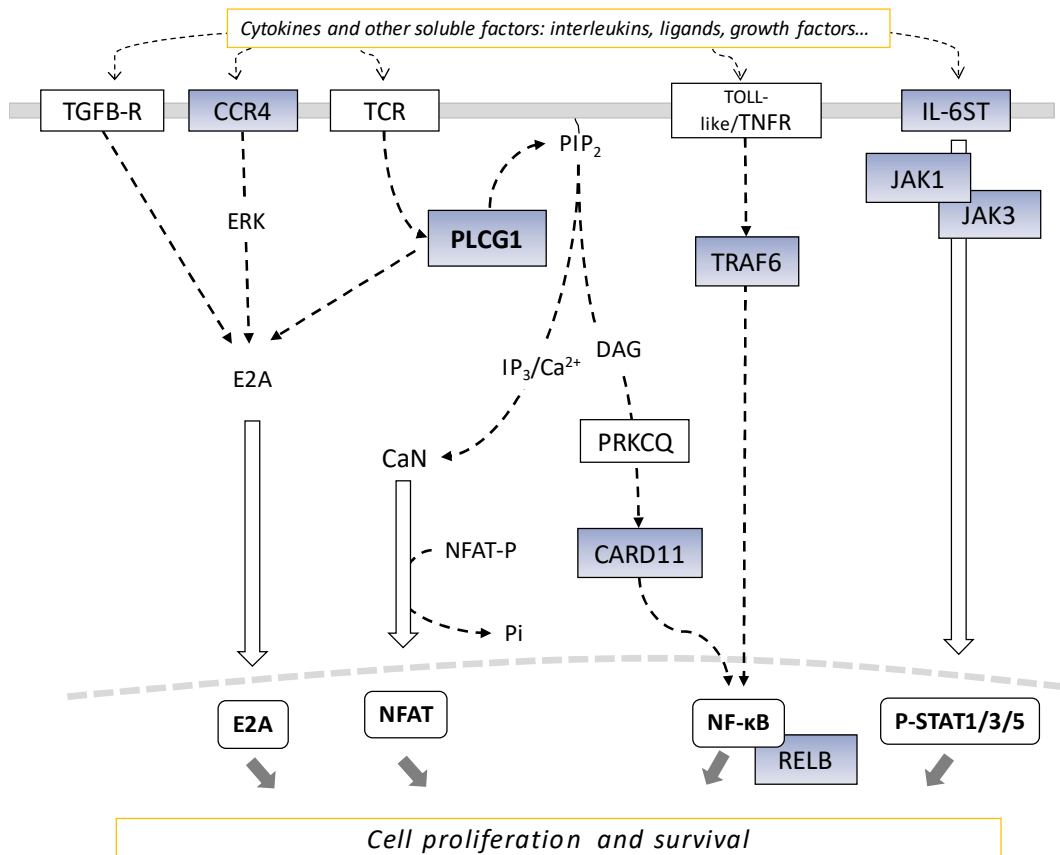 Cytokines and other soluble factors: interleukins, ligands, growth factors…
TGFB-R
CCR4
TCR
TOLL-
like/TNFR
IL-6ST
PIP₂
JAK1
JAK3
ERK
PLCG1
TRAF6
E2A
IP₃/Ca²⁺
DAG
CaN
PRKCQ
NFAT-P
CARD11
Pi
E2A
NFAT
NF-κB
P-STAT1/3/5
RELB
Cell proliferation and survival